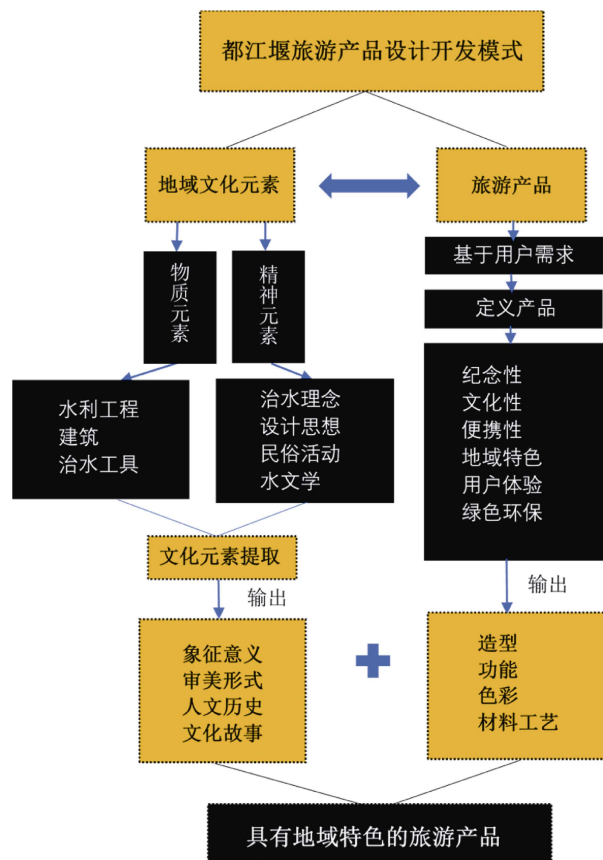 都江堰旅游产品设计开发模式
地域文化元素
旅游产品
物质元素
精神元素
基于用户需求
定义产品
水利工程
建筑
治水工具
治水理念
设计思想
民俗活动
水文学
纪念性
文化性
便携性
地域特色
用户体验
绿色环保
文化元素提取
输出
输出
象征意义
审美形式
人文历史
文化故事
造型
功能
色彩
材料工艺
具有地域特色的旅游产品